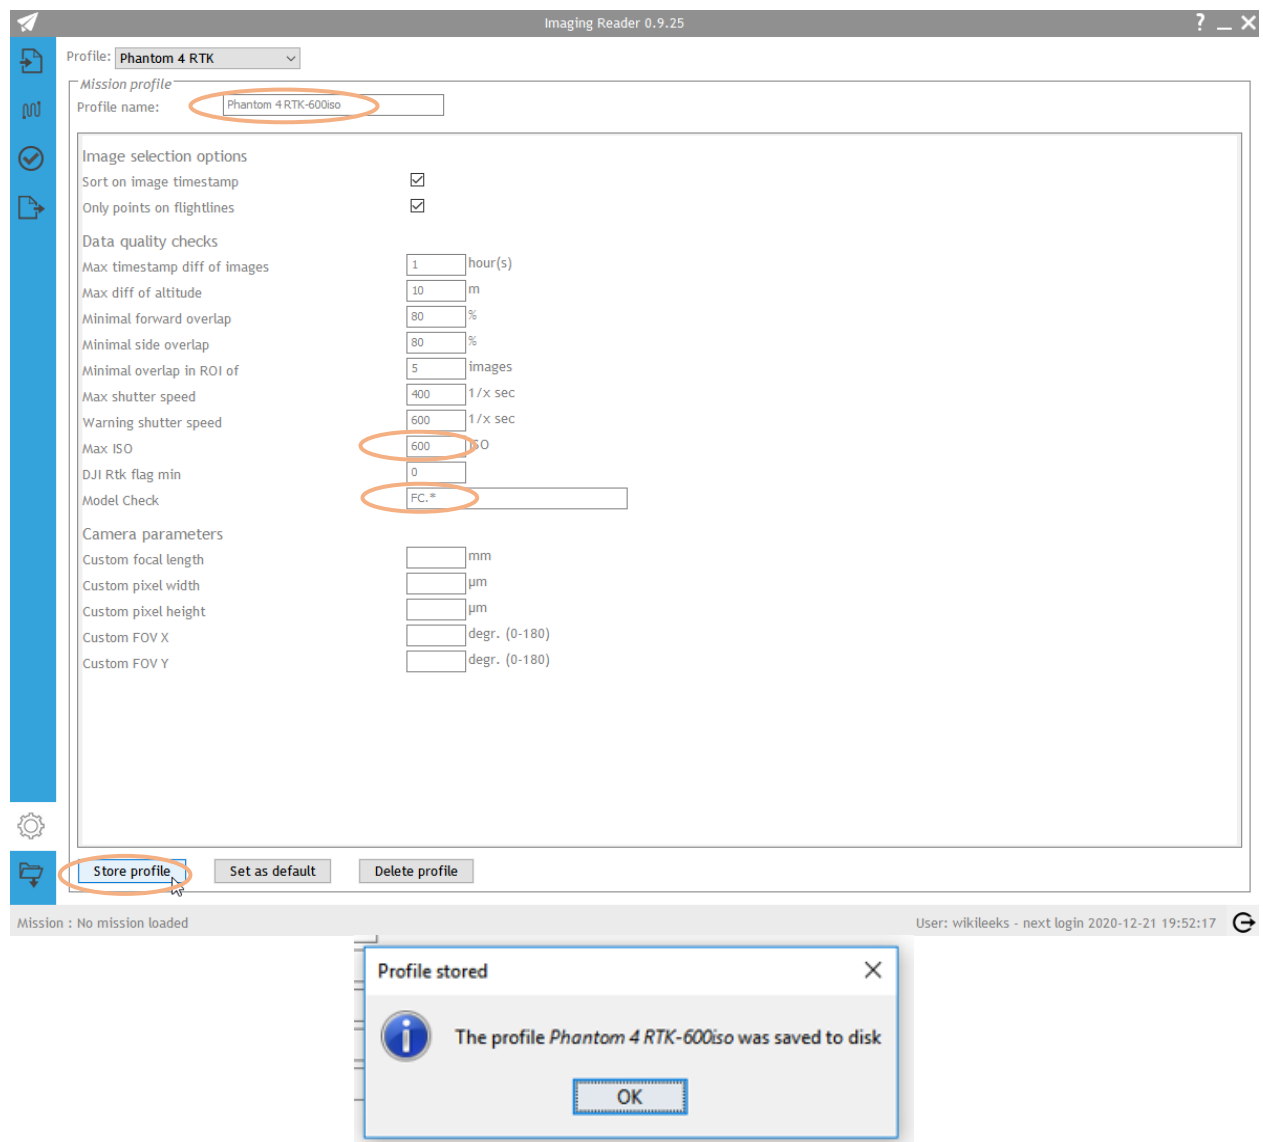 Imaging Reader 0.9.25
? _ ×
Profile: Phantom 4 RTK
Mission profile
Profile name: Phantom 4 RTK-600iso
Image selection options
Sort on image timestamp
Only points on flightlines
Data quality checks
Max timestamp diff of images 1 hour(s)
Max diff of altitude 10 m
Minimal forward overlap 80 %
Minimal side overlap 80 %
Minimal overlap in ROI of 5 images
Max shutter speed 400 1/x sec
Warning shutter speed 600 1/x sec
Max ISO 600 ISO
DJI Rtk flag min 0
Model Check FC.*
Camera parameters
Custom focal length mm
Custom pixel width µm
Custom pixel height µm
Custom FOV X degr. (0-180)
Custom FOV Y degr. (0-180)
Store profile Set as default Delete profile
Mission : No mission loaded User: wikileeks - next login 2020-12-21 19:52:17
Profile stored
The profile Phantom 4 RTK-600iso was saved to disk
OK